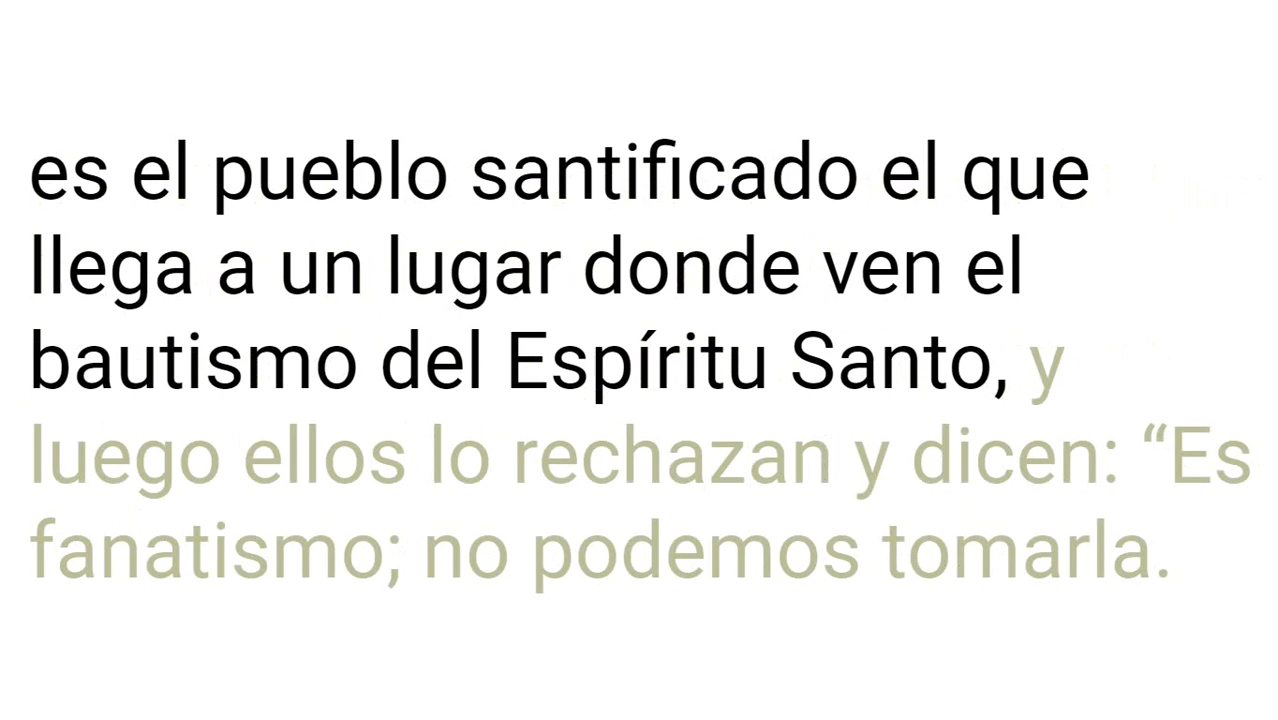 es el pueblo santificado el que
llega a un lugar donde ven el
bautismo del Espíritu Santo, y
luego ellos lo rechazan y dicen: “Es
fanatismo; no podemos tomarla.